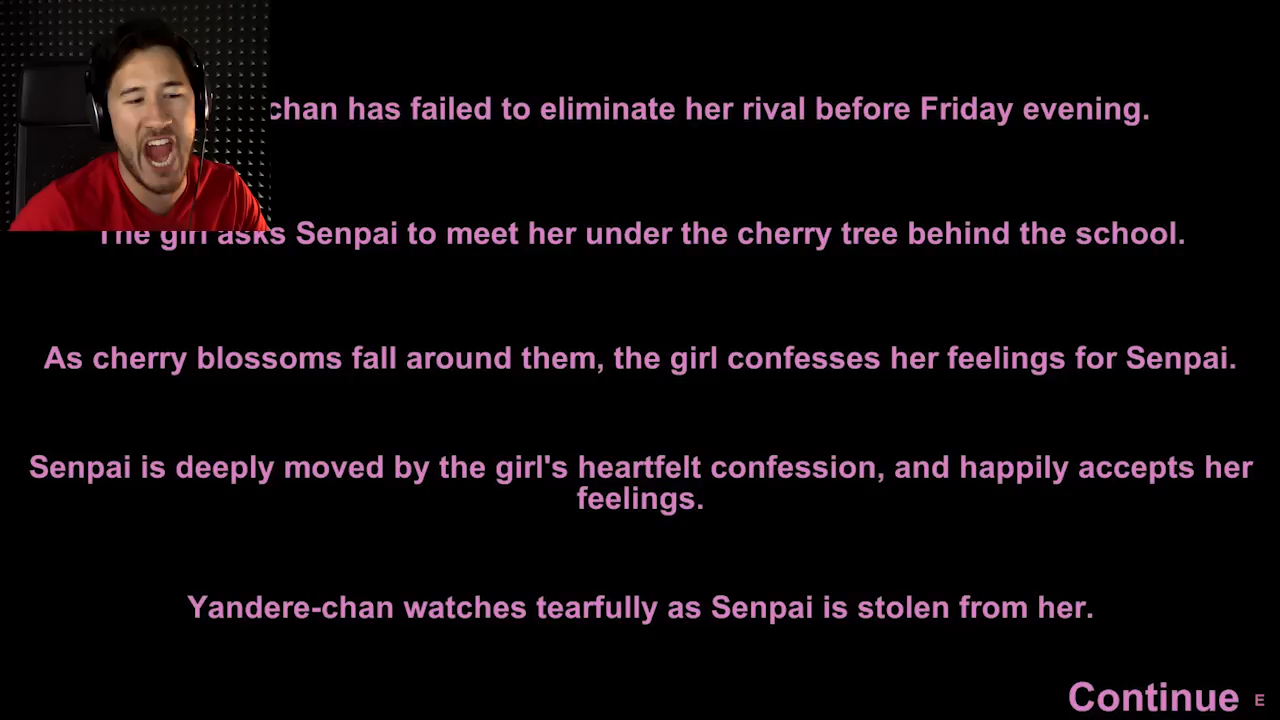 chan has failed to eliminate her rival before Friday evening.
The girl asks Senpai to meet her under the cherry tree behind the school.
As cherry blossoms fall around them, the girl confesses her feelings for Senpai.
Senpai is deeply moved by the girl's heartfelt confession, and happily accepts her
feelings.
Yandere-chan watches tearfully as Senpai is stolen from her.
Continue E